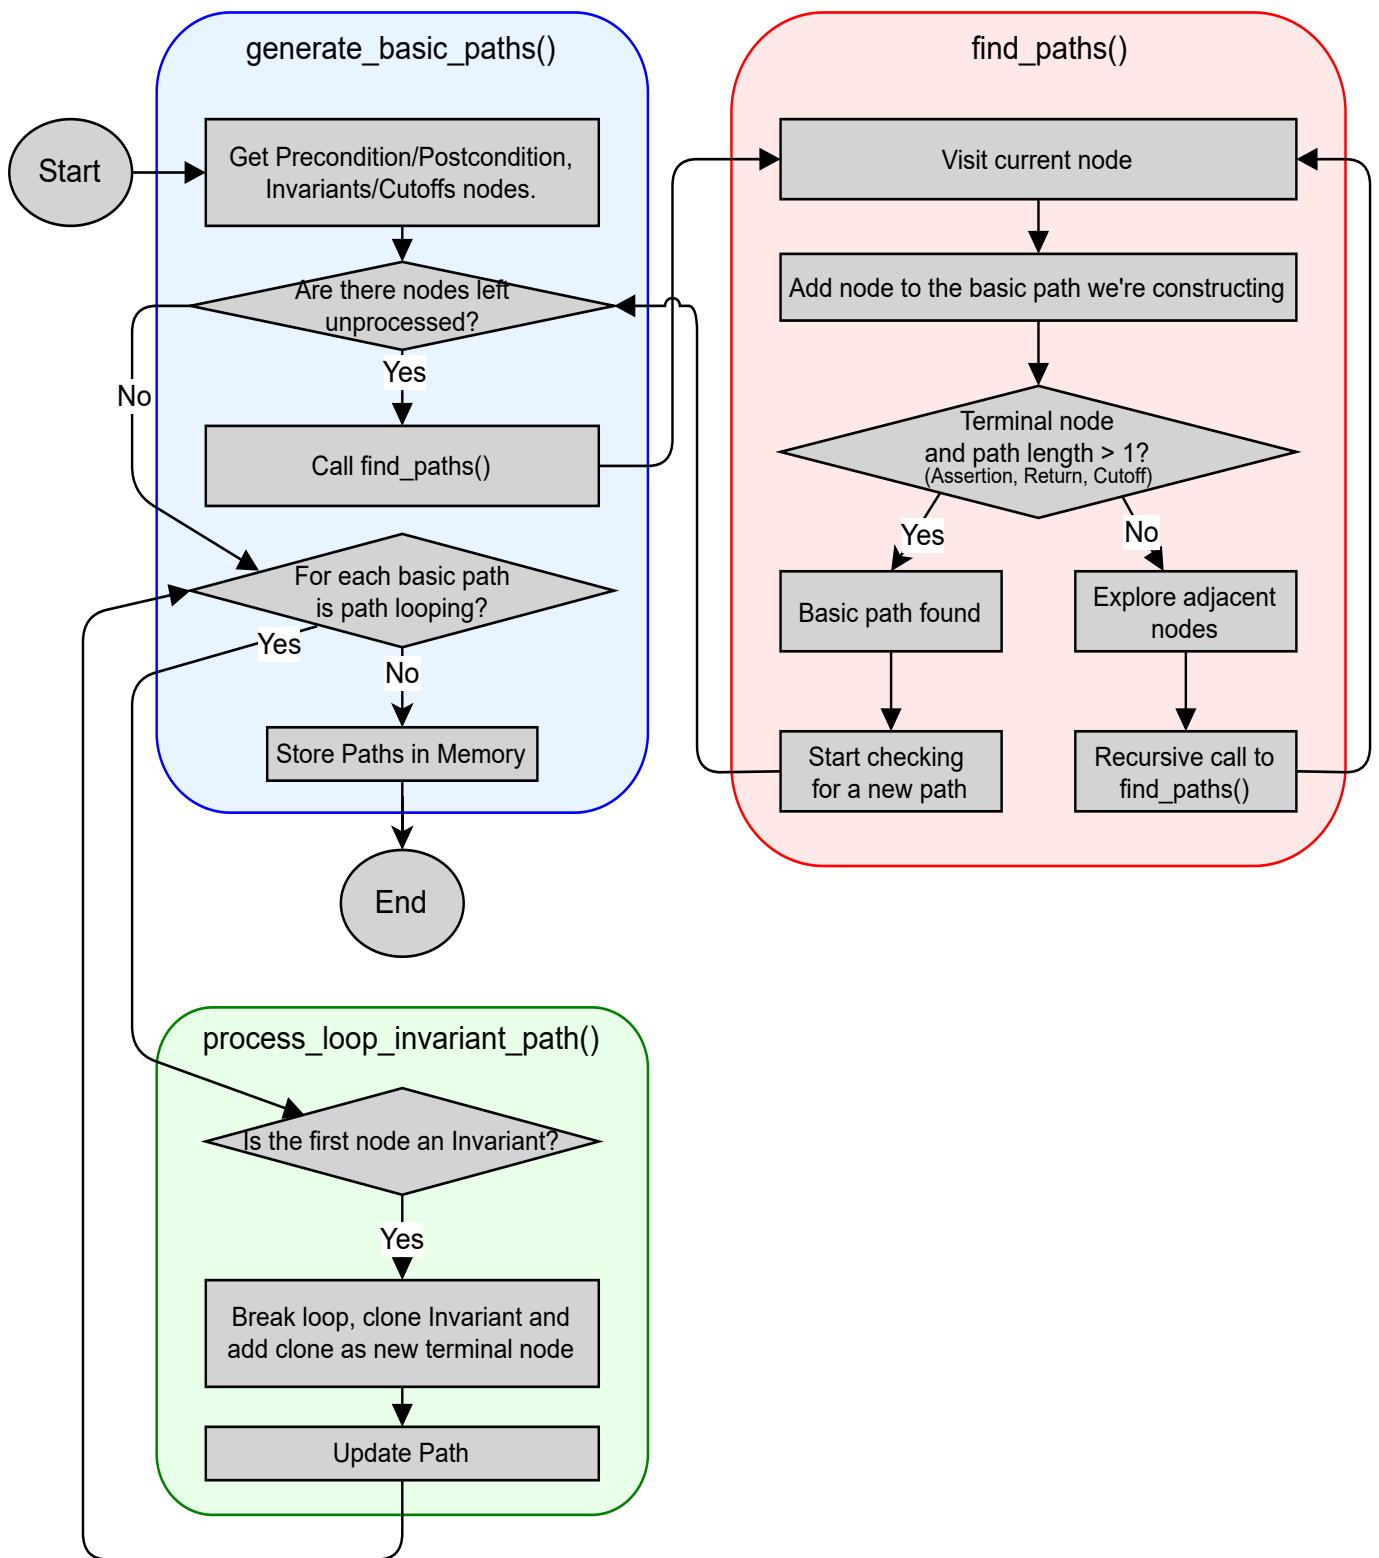 generate_basic_paths()
Start
Get Precondition/Postcondition,
Invariants/Cutoffs nodes.
Are there nodes left
unprocessed?
Yes
No
Call find_paths()
For each basic path
is path looping?
Yes
No
Store Paths in Memory
End
find_paths()
Visit current node
Add node to the basic path we're constructing
Terminal node
and path length > 1?
(Assertion, Return, Cutoff)
Yes
No
Basic path found
Explore adjacent
nodes
Start checking
for a new path
Recursive call to
find_paths()
process_loop_invariant_path()
Is the first node an Invariant?
Yes
Break loop, clone Invariant and
add clone as new terminal node
Update Path